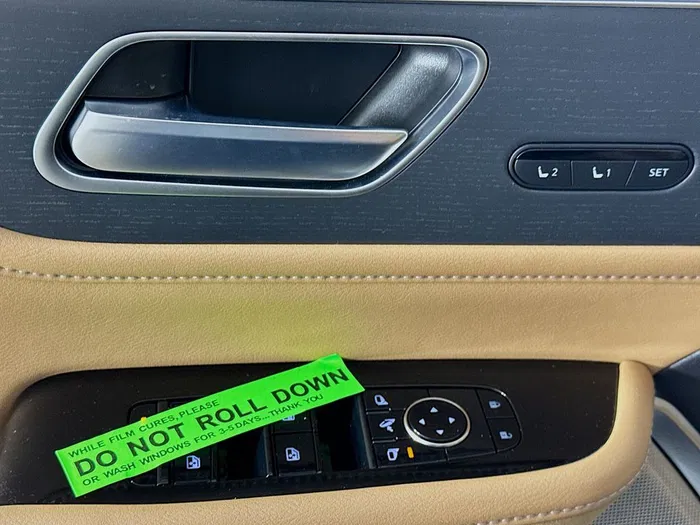 2
1
SET
WHILE FILM CURES, PLEASE
DO NOT ROLL DOWN
OR WASH WINDOWS FOR 3-5 DAYS...THANK YOU